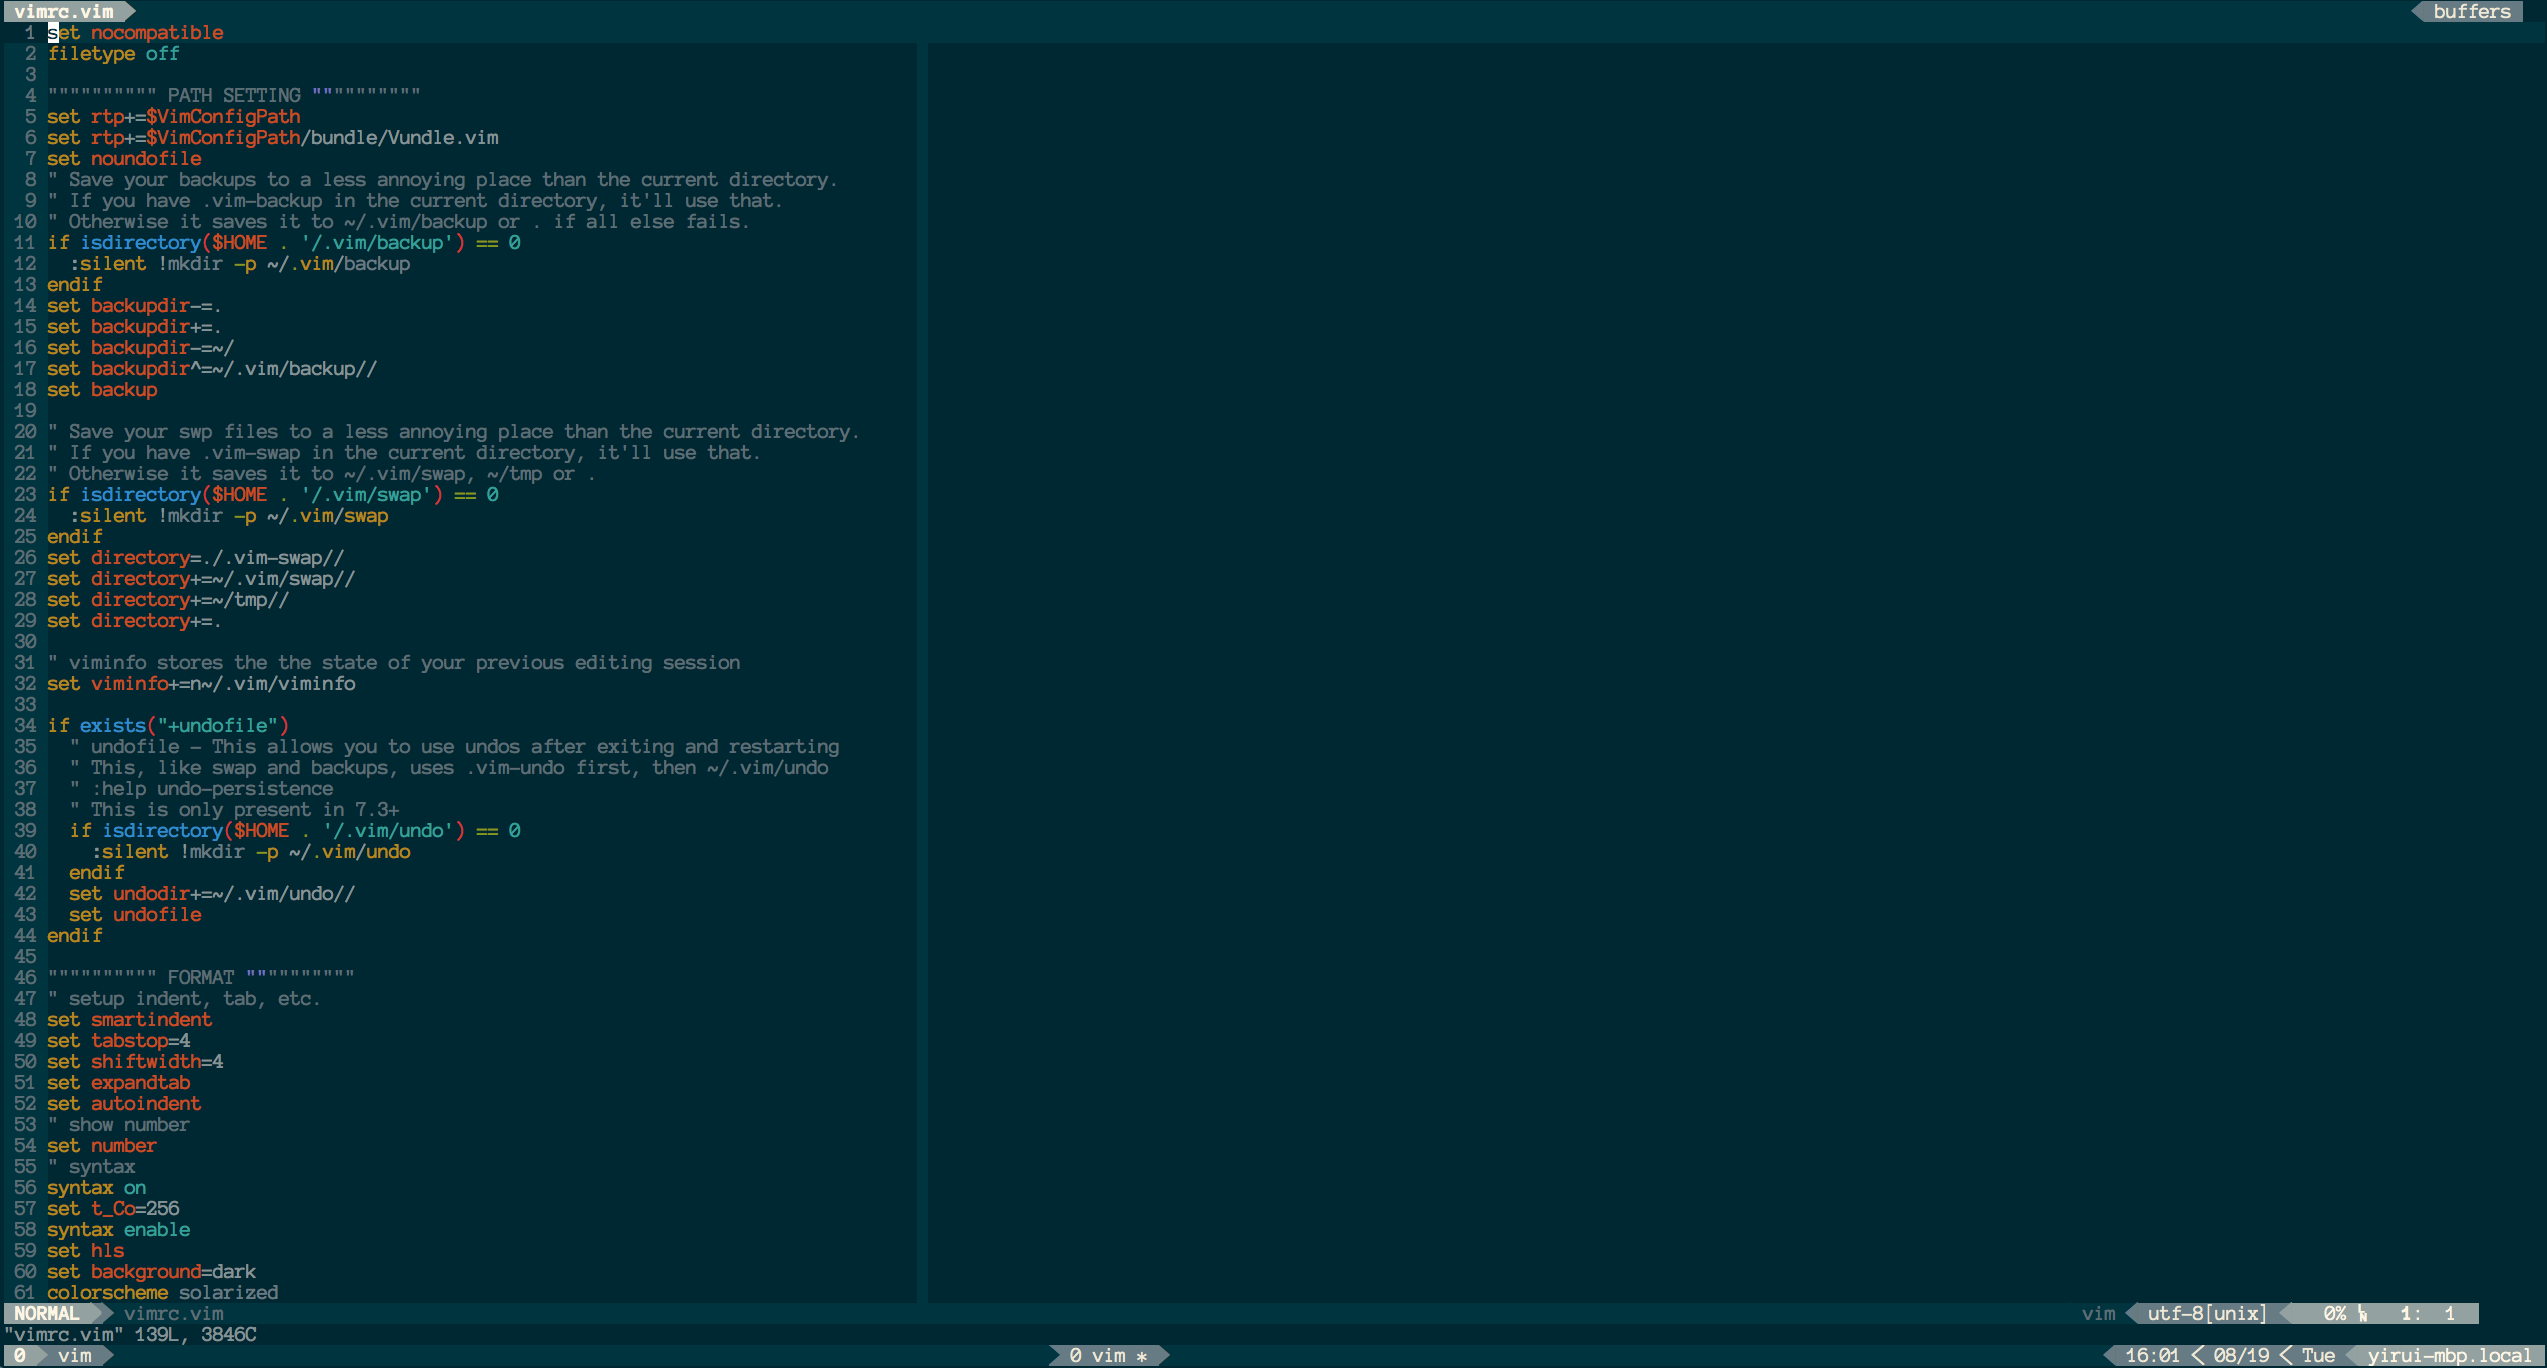 vimrc.vim buffers
1 set nocompatible
2 filetype off
3
4 """""""""" PATH SETTING """"""""""
5 set rtp+=$VimConfigPath
6 set rtp+=$VimConfigPath/bundle/Vundle.vim
7 set noundofile
8 " Save your backups to a less annoying place than the current directory.
9 " If you have .vim-backup in the current directory, it'll use that.
10 " Otherwise it saves it to ~/.vim/backup or . if all else fails.
11 if isdirectory($HOME . '/.vim/backup') == 0
12   :silent !mkdir -p ~/.vim/backup
13 endif
14 set backupdir-=.
15 set backupdir+=.
16 set backupdir-=~/
17 set backupdir^=~/.vim/backup//
18 set backup
19
20 " Save your swp files to a less annoying place than the current directory.
21 " If you have .vim-swap in the current directory, it'll use that.
22 " Otherwise it saves it to ~/.vim/swap, ~/tmp or .
23 if isdirectory($HOME . '/.vim/swap') == 0
24   :silent !mkdir -p ~/.vim/swap
25 endif
26 set directory=./.vim-swap//
27 set directory+=~/.vim/swap//
28 set directory+=~/tmp//
29 set directory+=.
30
31 " viminfo stores the the state of your previous editing session
32 set viminfo+=n~/.vim/viminfo
33
34 if exists("+undofile")
35   " undofile - This allows you to use undos after exiting and restarting
36   " This, like swap and backups, uses .vim-undo first, then ~/.vim/undo
37   " :help undo-persistence
38   " This is only present in 7.3+
39   if isdirectory($HOME . '/.vim/undo') == 0
40     :silent !mkdir -p ~/.vim/undo
41   endif
42   set undodir+=~/.vim/undo//
43   set undofile
44 endif
45
46 """""""""" FORMAT """"""""""
47 " setup indent, tab, etc.
48 set smartindent
49 set tabstop=4
50 set shiftwidth=4
51 set expandtab
52 set autoindent
53 " show number
54 set number
55 " syntax
56 syntax on
57 set t_Co=256
58 syntax enable
59 set hls
60 set background=dark
61 colorscheme solarized
NORMAL vimrc.vim vim utf-8[unix] 0% 1: 1
"vimrc.vim" 139L, 3846C
0 vim 0 vim * 16:01 08/19 Tue yirui-mbp.local